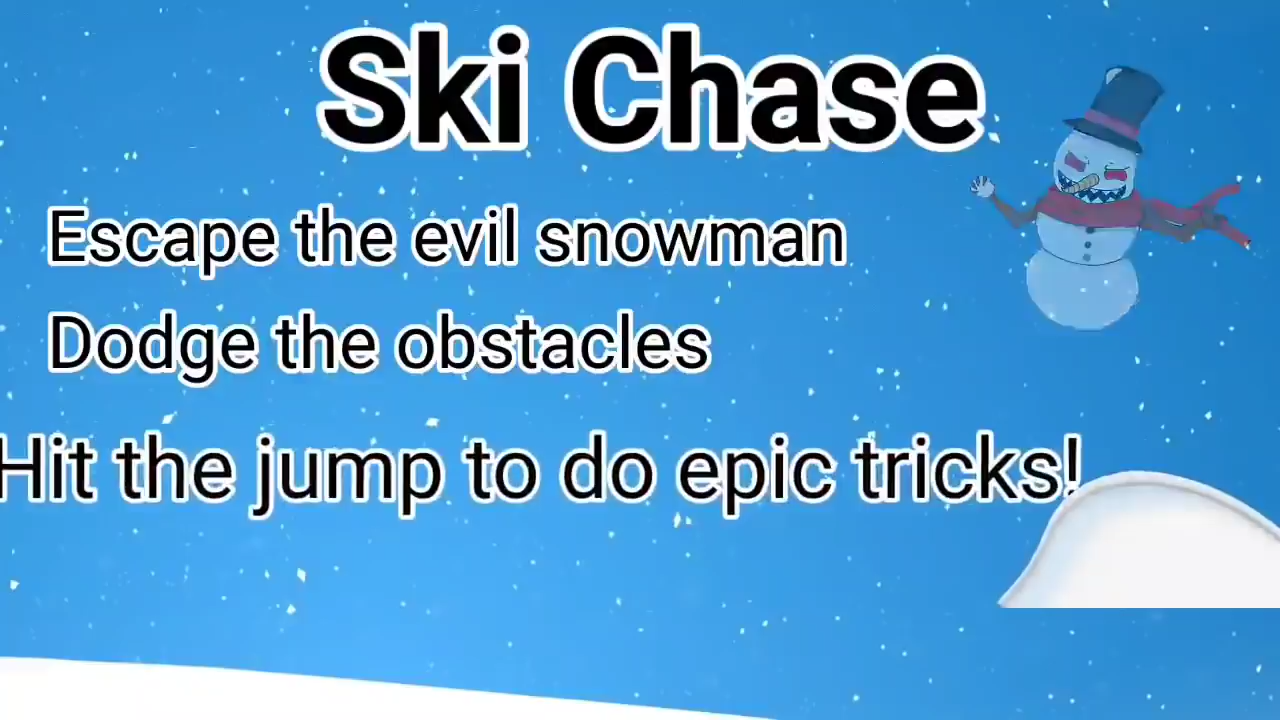 Ski Chase
Escape the evil snowman
Dodge the obstacles
Hit the jump to do epic tricks!